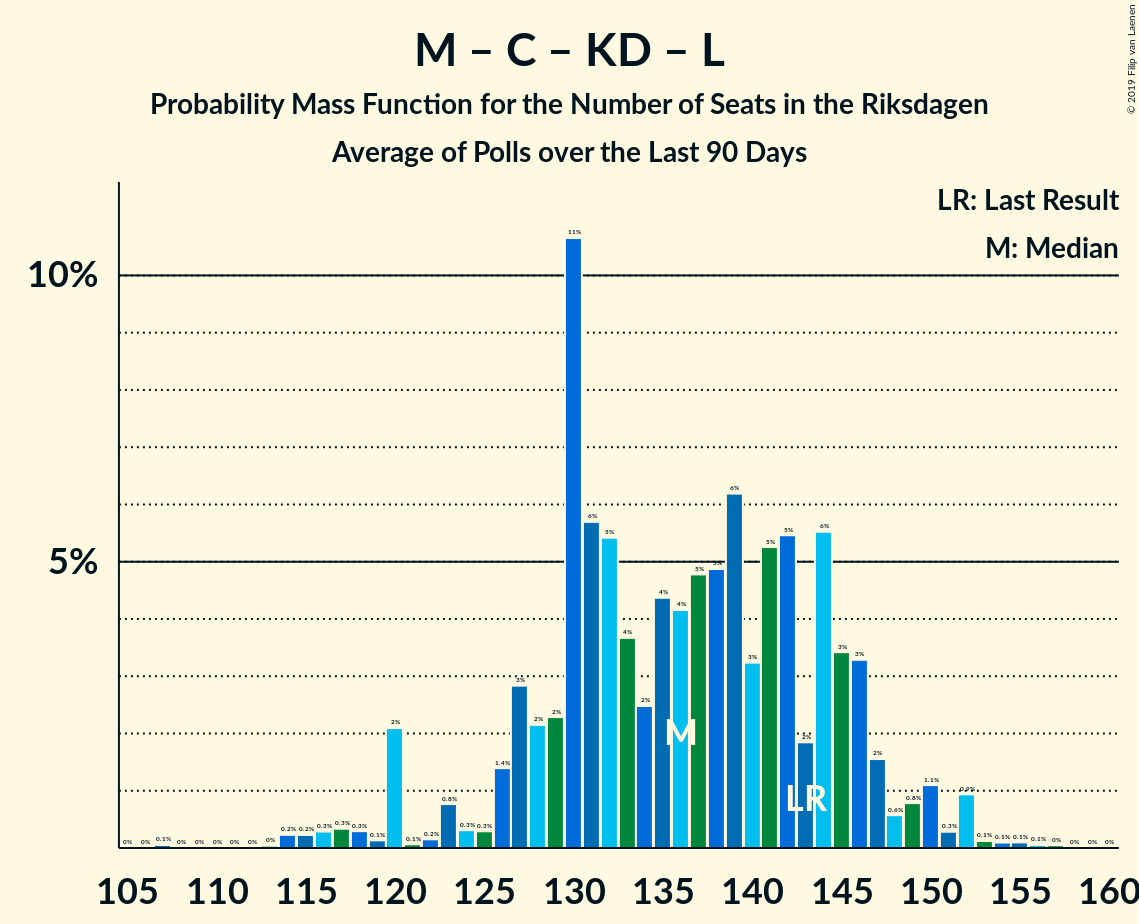 M – C – KD – L
Probability Mass Function for the Number of Seats in the Riksdagen
Average of Polls over the Last 90 Days
© 2019 Filip van Laenen
LR: Last Result
M: Median
10%
5%
0% 0% 0.1% 0% 0% 0% 0% 0% 0% 0.2% 0.2% 0.3% 0.3% 0.3% 0.1% 2% 0.1% 0.2% 0.8% 0.3% 0.3% 1.4% 3% 2% 2% 11% 6% 5% 4% 2% 4% 4% 5% 5% 6% 3% 5% 5% 2% 6% 3% 3% 2% 0.6% 0.8% 1.1% 0.3% 0.9% 0.1% 0.1% 0.1% 0.1% 0% 0% 0% 0%
M
LR
105 110 115 120 125 130 135 140 145 150 155 160